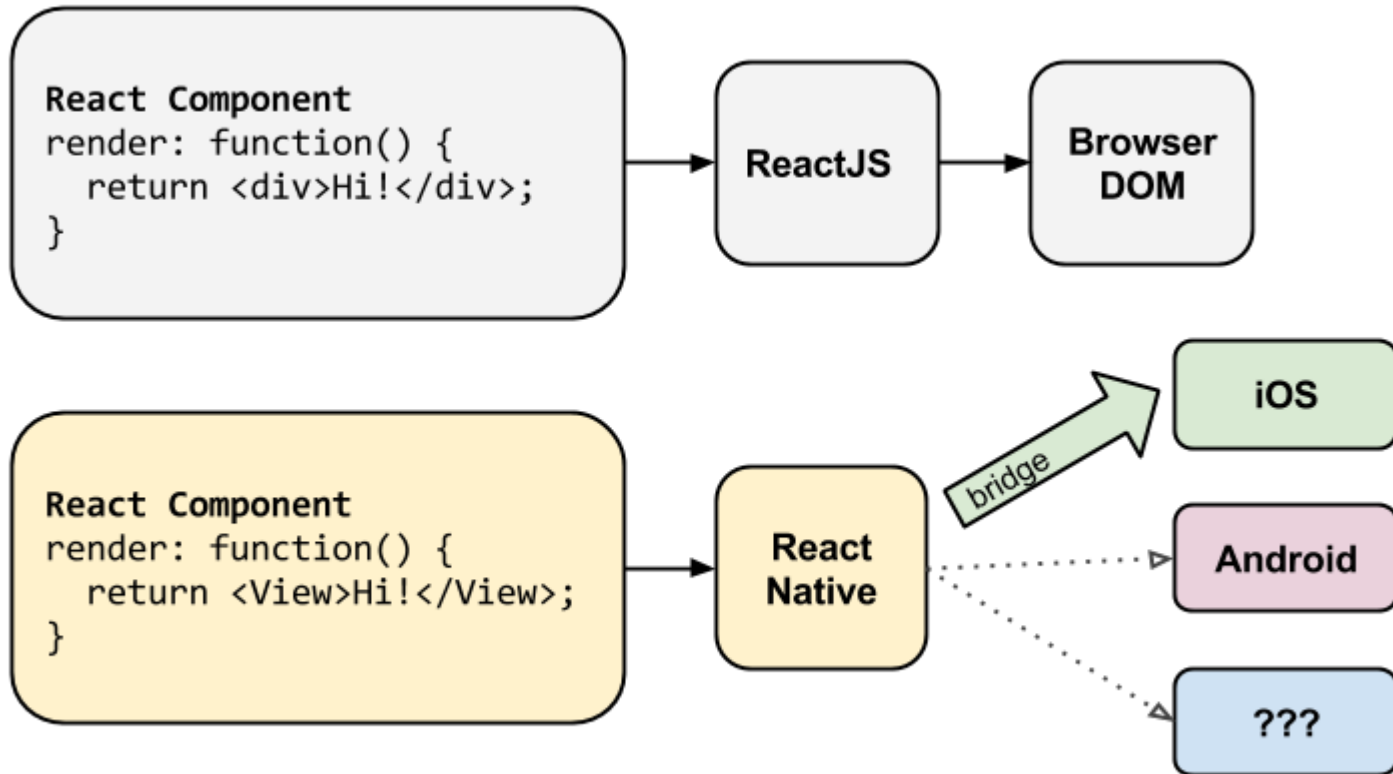 React Component
render: function() {
  return <div>Hi!</div>;
}
ReactJS
Browser
DOM
React Component
render: function() {
  return <View>Hi!</View>;
}
React
Native
bridge
iOS
Android
???